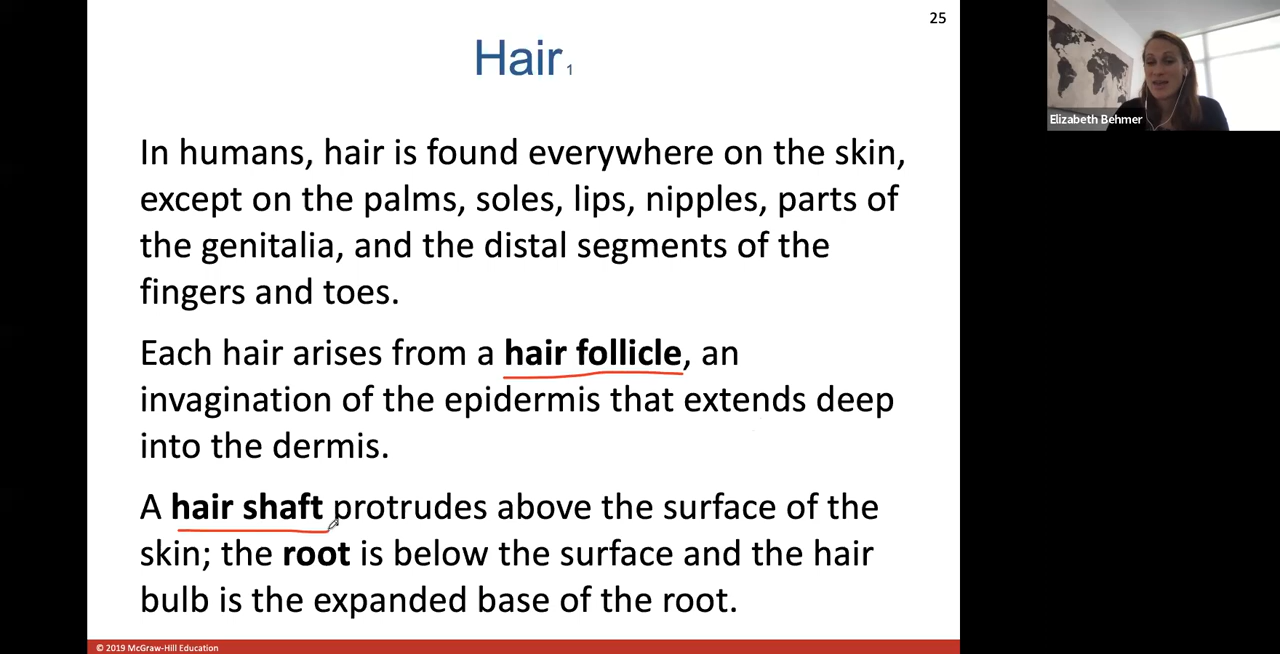 25
Hair 1
Elizabeth Behmer
In humans, hair is found everywhere on the skin,
except on the palms, soles, lips, nipples, parts of
the genitalia, and the distal segments of the
fingers and toes.
Each hair arises from a hair follicle, an
invagination of the epidermis that extends deep
into the dermis.
A hair shaft protrudes above the surface of the
skin; the root is below the surface and the hair
bulb is the expanded base of the root.
© 2019 McGraw-Hill Education